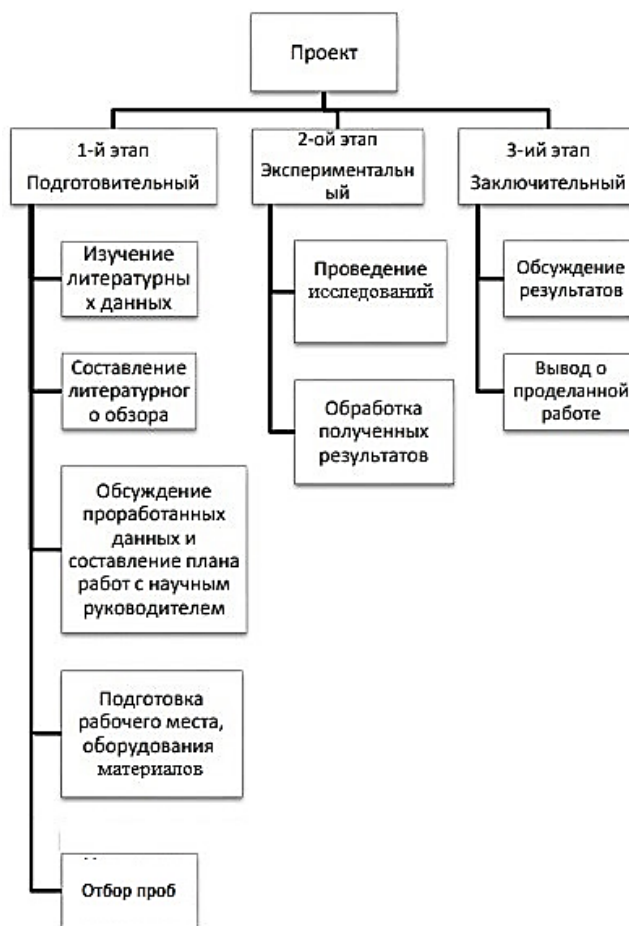 Проект
1-й этап
Подготовительный
2-ой этап
Экспериментальн
ый
3-ий этап
Заключительный
Изучение
литературны
х данных
Составление
литературног
о обзора
Обсуждение
проработанных
данных и
составление плана
работ с научным
руководителем
Подготовка
рабочего места,
оборудования
материалов
Отбор проб
Проведение
исследований
Обработка
полученных
результатов
Обсуждение
результатов
Вывод о
проделанной
работе